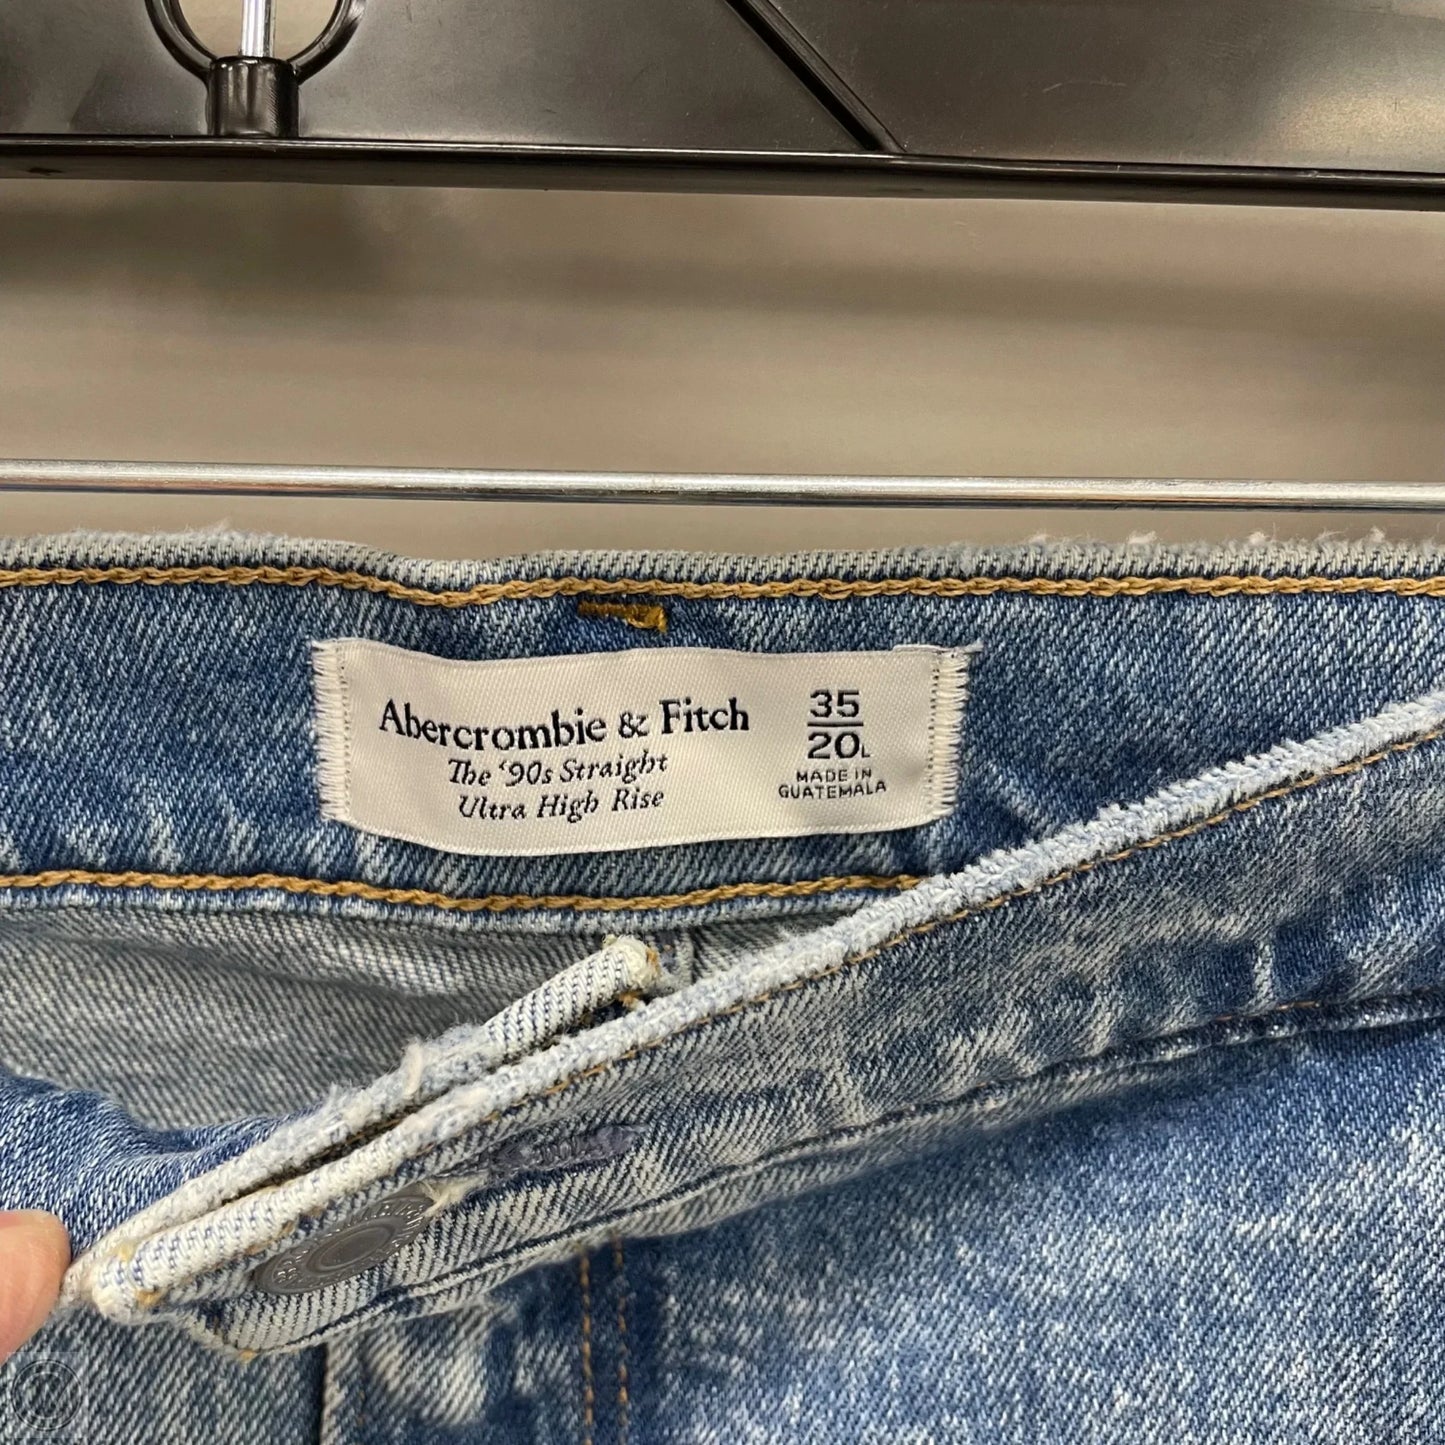 Abercrombie & Fitch
The '90s Straight
Ultra High Rise
35
20L
MADE IN
GUATEMALA